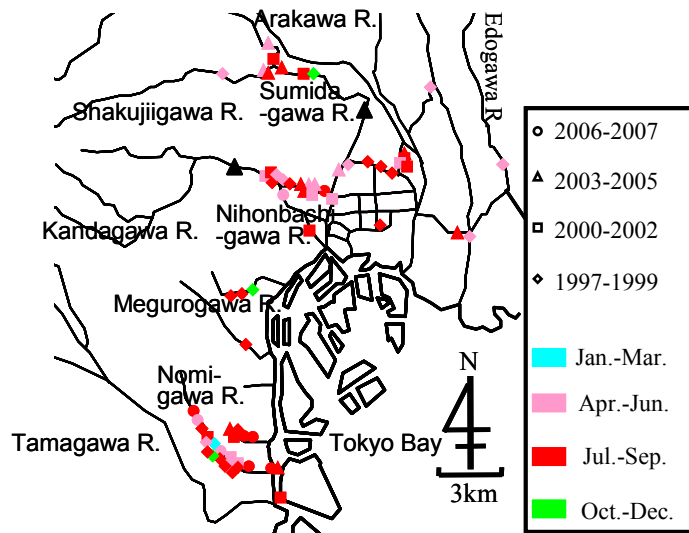 Arakawa R.
Edogawa R
Sumida
-gawa R.
Shakujiigawa R.
Nihonbashi
-gawa R.
Kandagawa R.
Megurogawa R.
Nomi-
gawa R.
Tamagawa R.
Tokyo Bay
N
3km
2006-2007
2003-2005
2000-2002
1997-1999
Jan.-Mar.
Apr.-Jun.
Jul.-Sep.
Oct.-Dec.